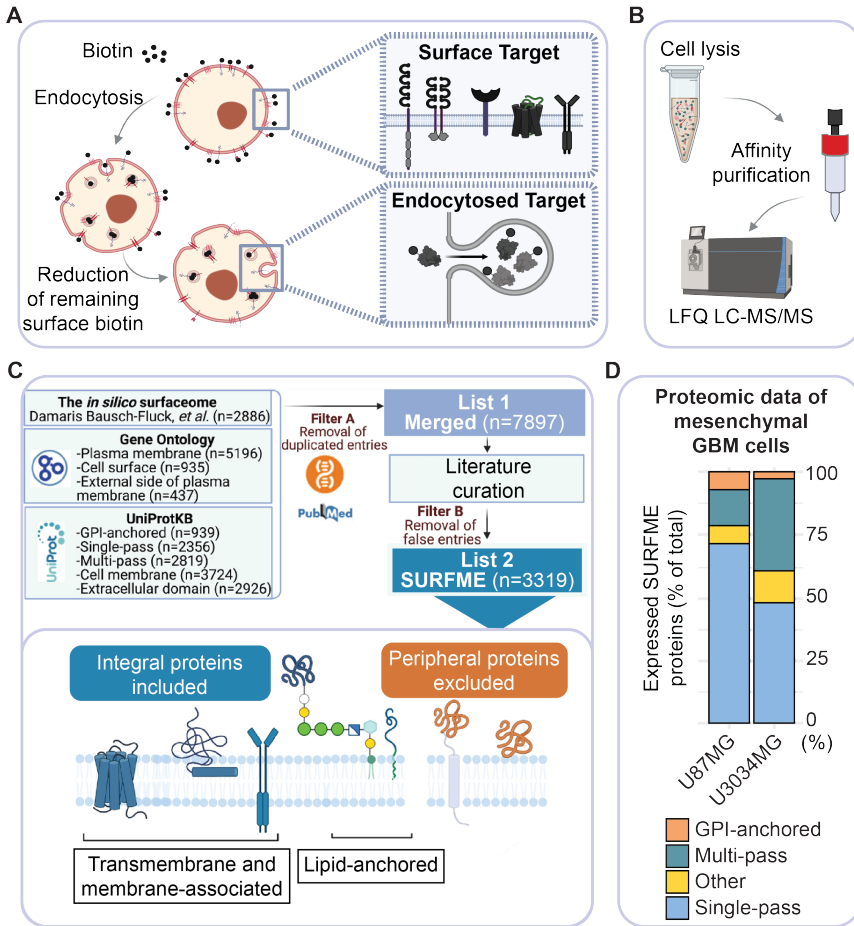 A
Biotin
Endocytosis
Reduction
of remaining
surface biotin
Surface Target
Endocytosed Target
B
Cell lysis
Affinity
purification
LFQ LC-MS/MS
C
The in silico surfaceome
Damaris Bausch-Fluck, et al. (n=2886)
Gene Ontology
-Plasma membrane (n=5196)
-Cell surface (n=935)
-External side of plasma
membrane (n=437)
UniProt
UniProtKB
-GPI-anchored (n=939)
-Single-pass (n=2356)
-Multi-pass (n=2819)
-Cell membrane (n=3724)
-Extracellular domain (n=2926)
Filter A
Removal of
duplicated entries
PubMed
List 1
Merged (n=7897)
Literature
curation
Filter B
Removal of
false entries
List 2
SURFME (n=3319)
Integral proteins
included
Peripheral proteins
excluded
Transmembrane and
membrane-associated
Lipid-anchored
D
Proteomic data of
mesenchymal
GBM cells
Expressed SURFME
proteins (% of total)
100
75
50
25
0
(%)
U87MG
U3034MG
GPI-anchored
Multi-pass
Other
Single-pass